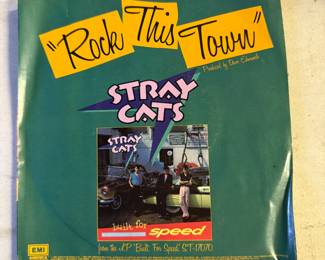 "Rock This Town"
Produced by Dave Edmunds
STRAY
CATS
STRAY
CATS
built for
speed
from the LP "Built For Speed" ST-17070
EMI
AMERICA